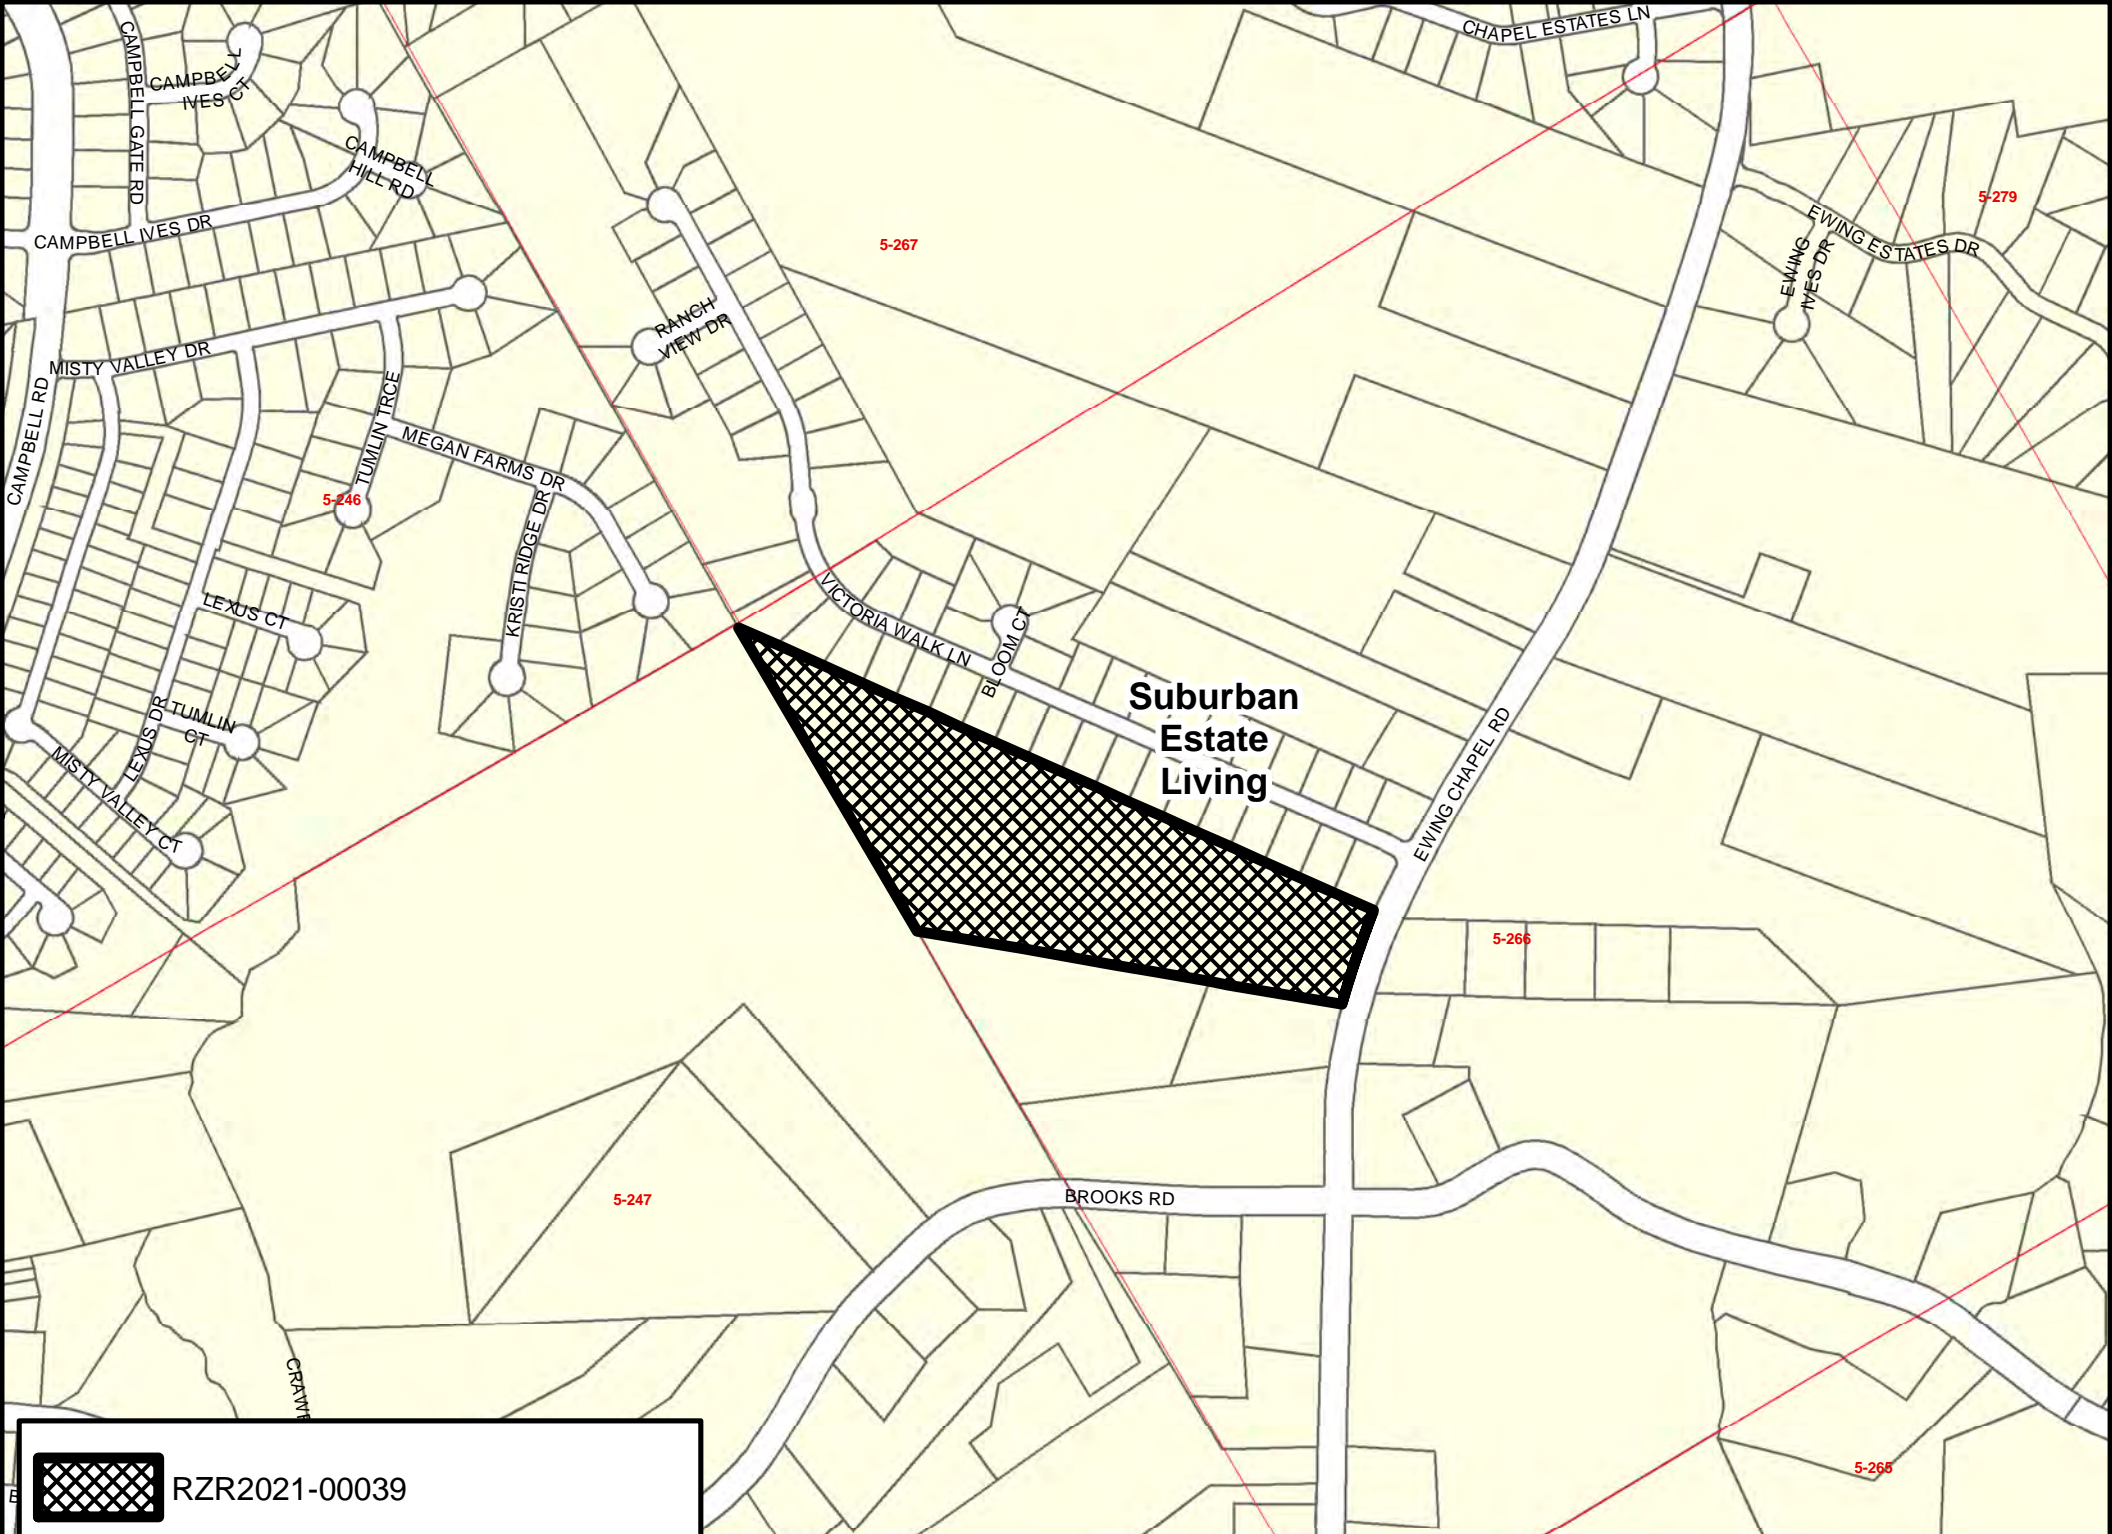 CHAPEL ESTATES LN
CAMPBELL GATE RD
CAMPBELL
IVES CT
CAMPBELL
HILL RD
5-279
EWING ESTATES DR
CAMPBELL IVES DR
5-267
EWING
IVES DR
RANCH
VIEW DR
MISTY VALLEY DR
CAMPBELL RD
TUMLIN TRCE
MEGAN FARMS DR
5-246
KRISTI RIDGE DR
LEXUS CT
VICTORIA WALK LN
BLOOM CT
Suburban
Estate
Living
LEXUS DR
TUMLIN
CT
MISTY VALLEY CT
EWING CHAPEL RD
5-266
5-247
BROOKS RD
5-265
RZR2021-00039